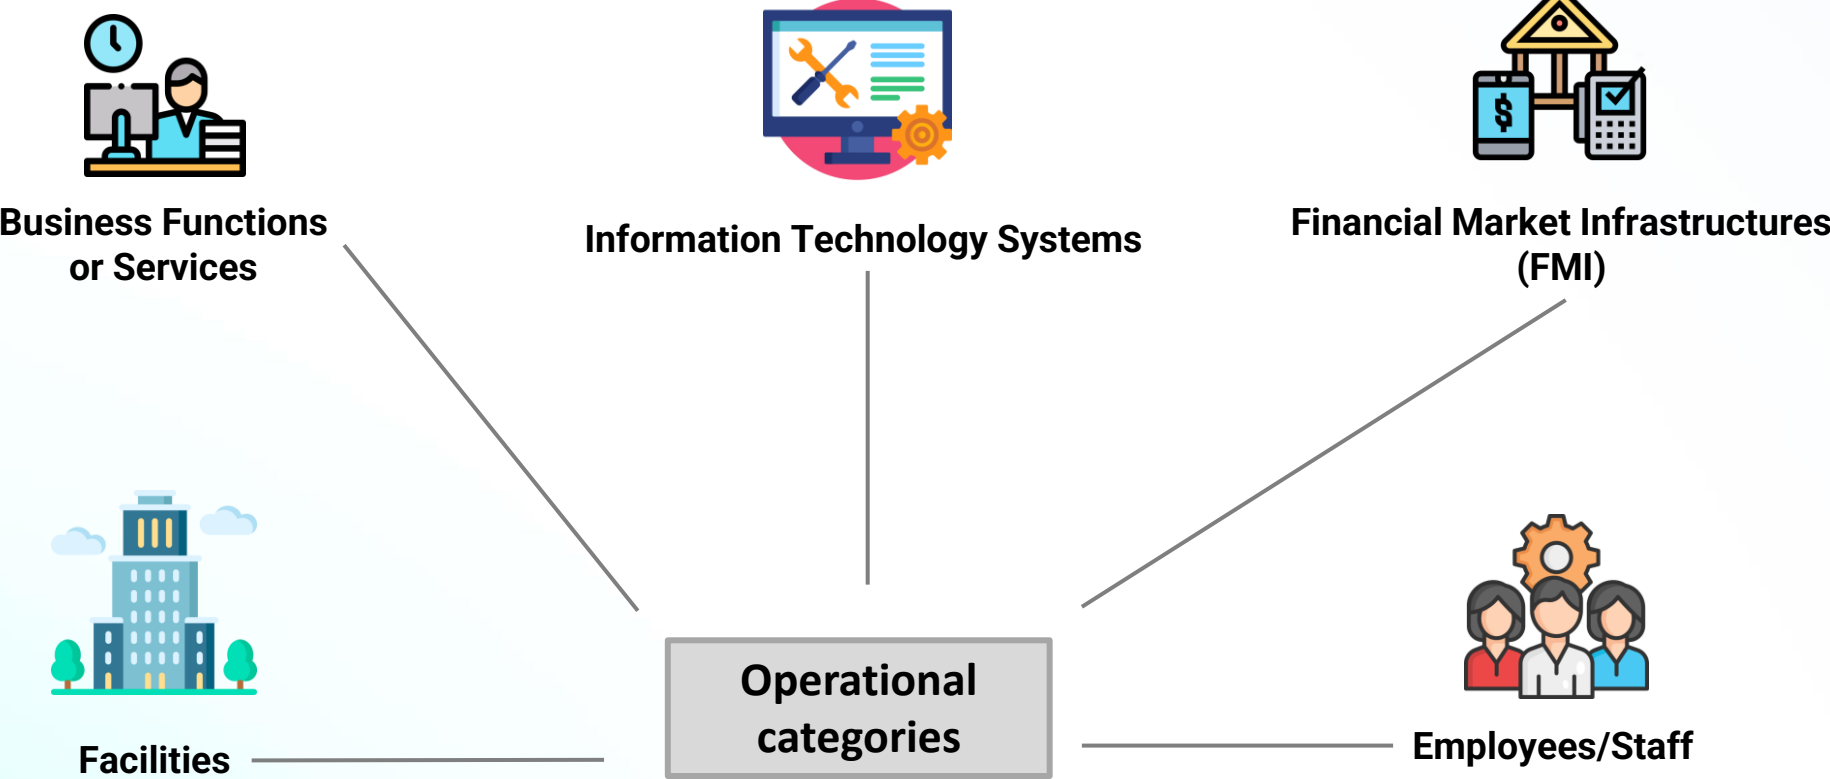 Business Functions
or Services
Information Technology Systems
Financial Market Infrastructures
(FMI)
$
Operational
categories
Facilities
Employees/Staff